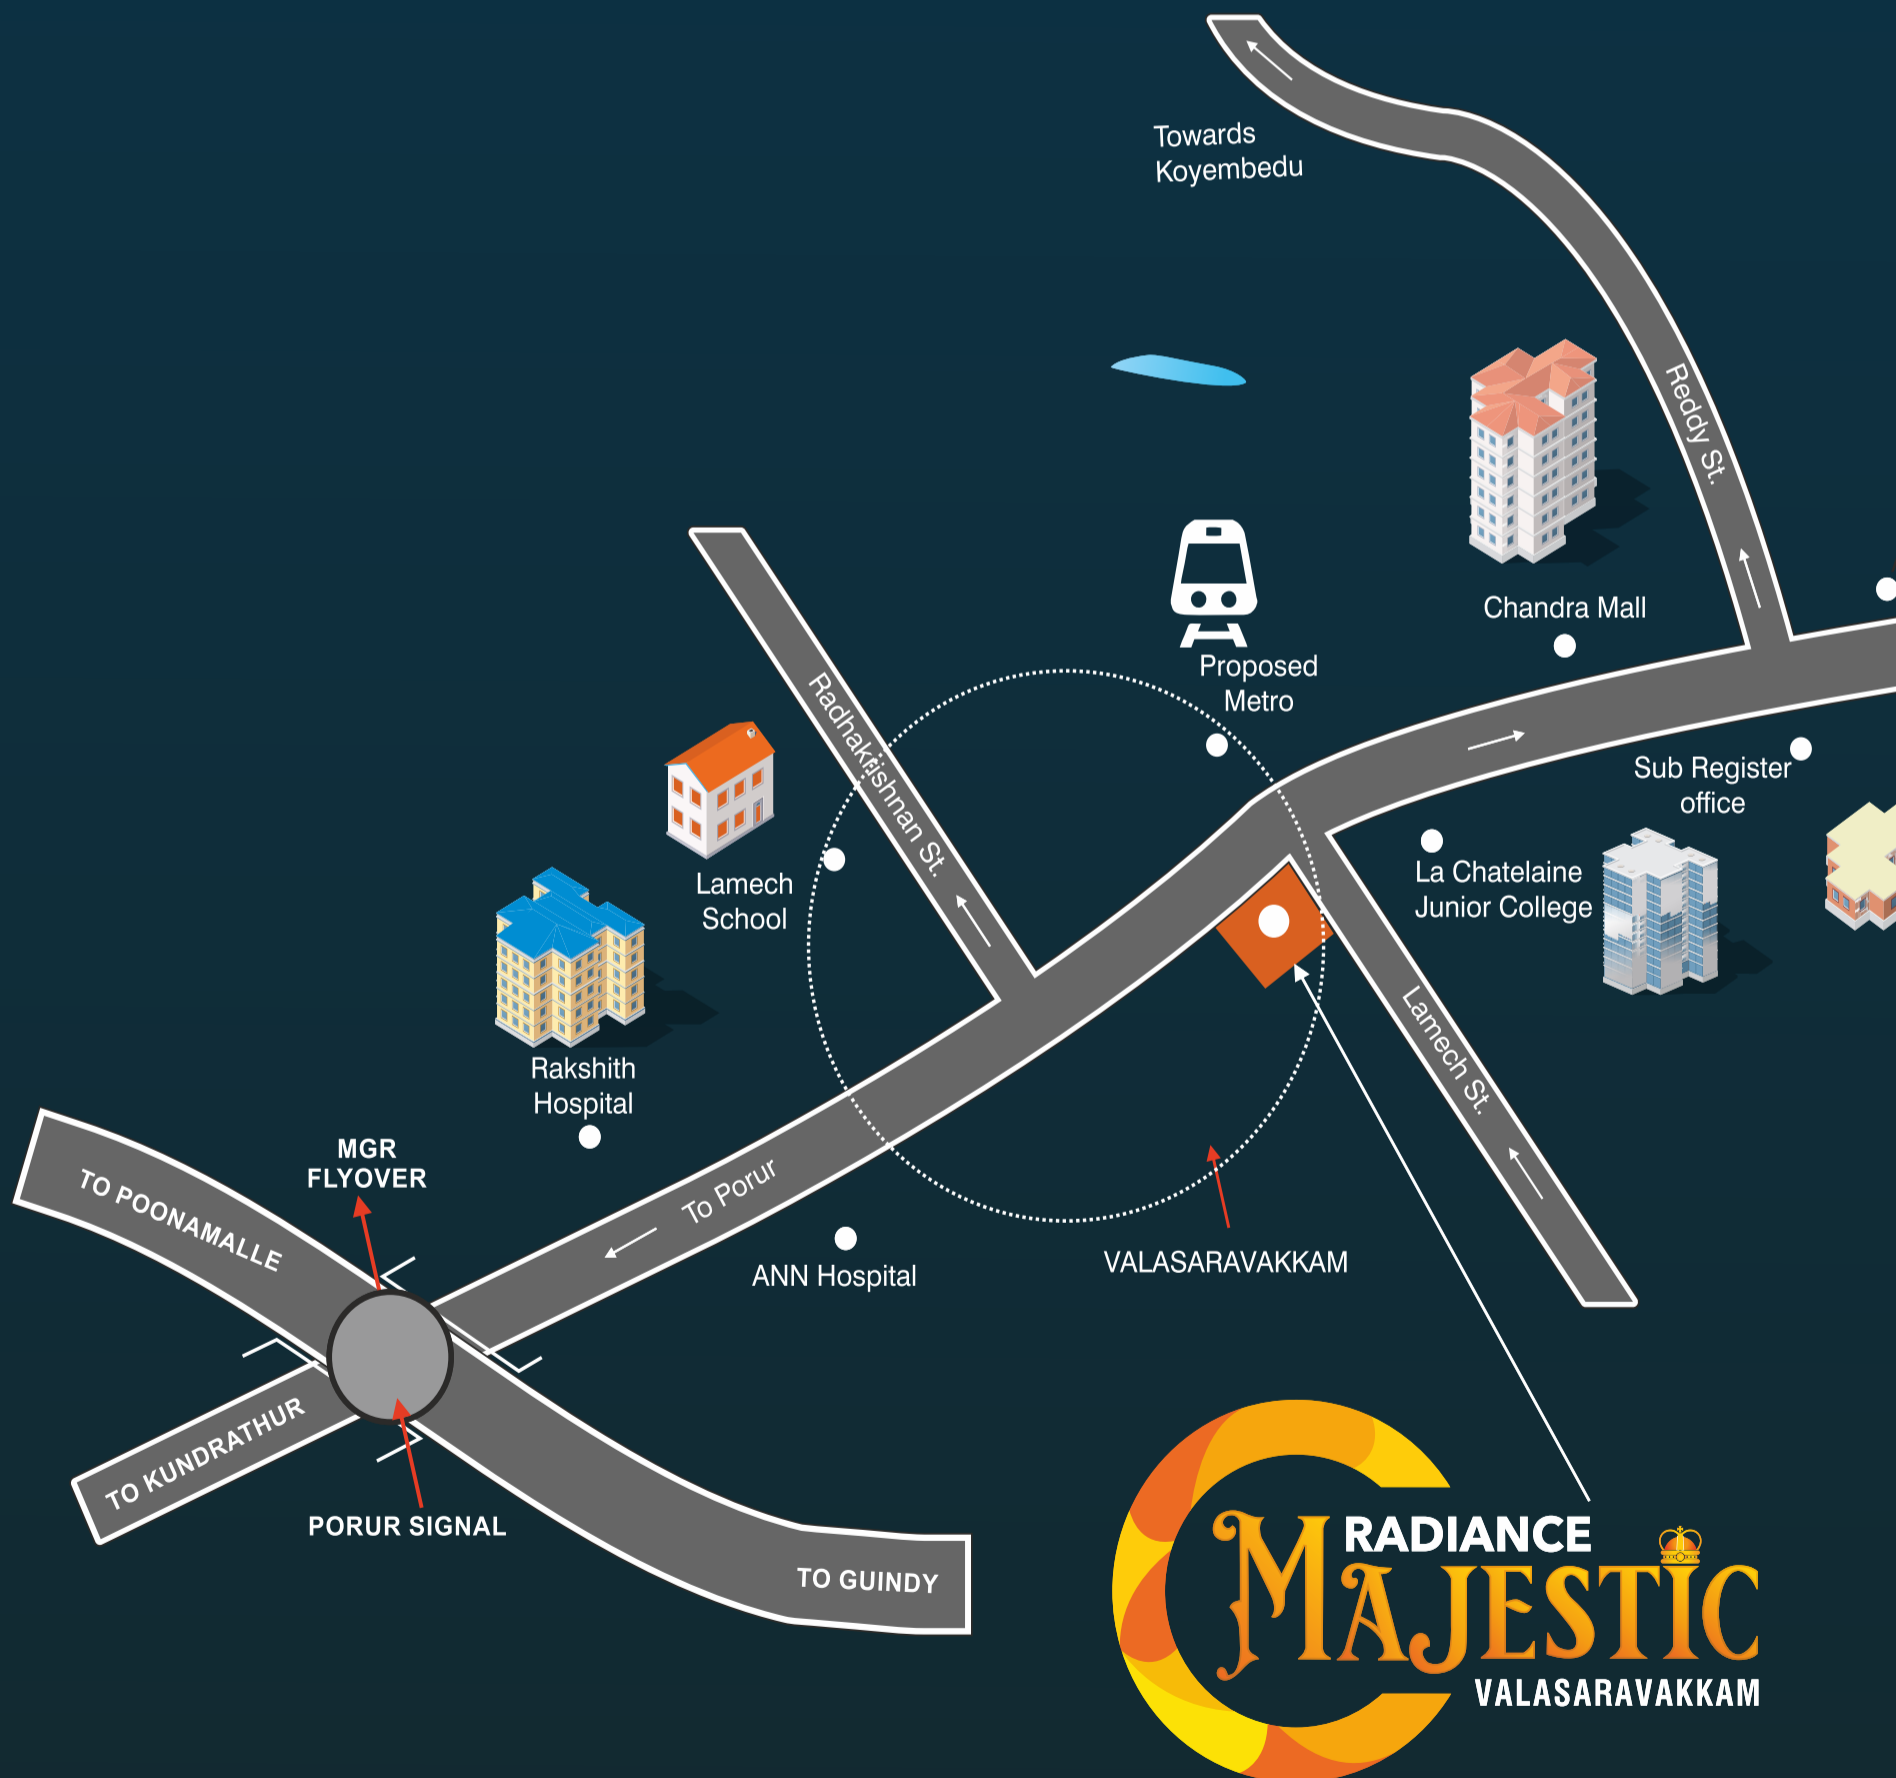 Towards
Koyembedu
Reddy St.
Chandra Mall
Proposed
Metro
Radhakrishnan St.
Sub Register
office
La Chatelaine
Junior College
Lamech
School
Lamech St.
Rakshith
Hospital
MGR
FLYOVER
TO POONAMALLE
To Porur
ANN Hospital
VALASARAVAKKAM
TO KUNDRATHUR
PORUR SIGNAL
TO GUINDY
RADIANCE
MAJESTIC
VALASARAVAKKAM